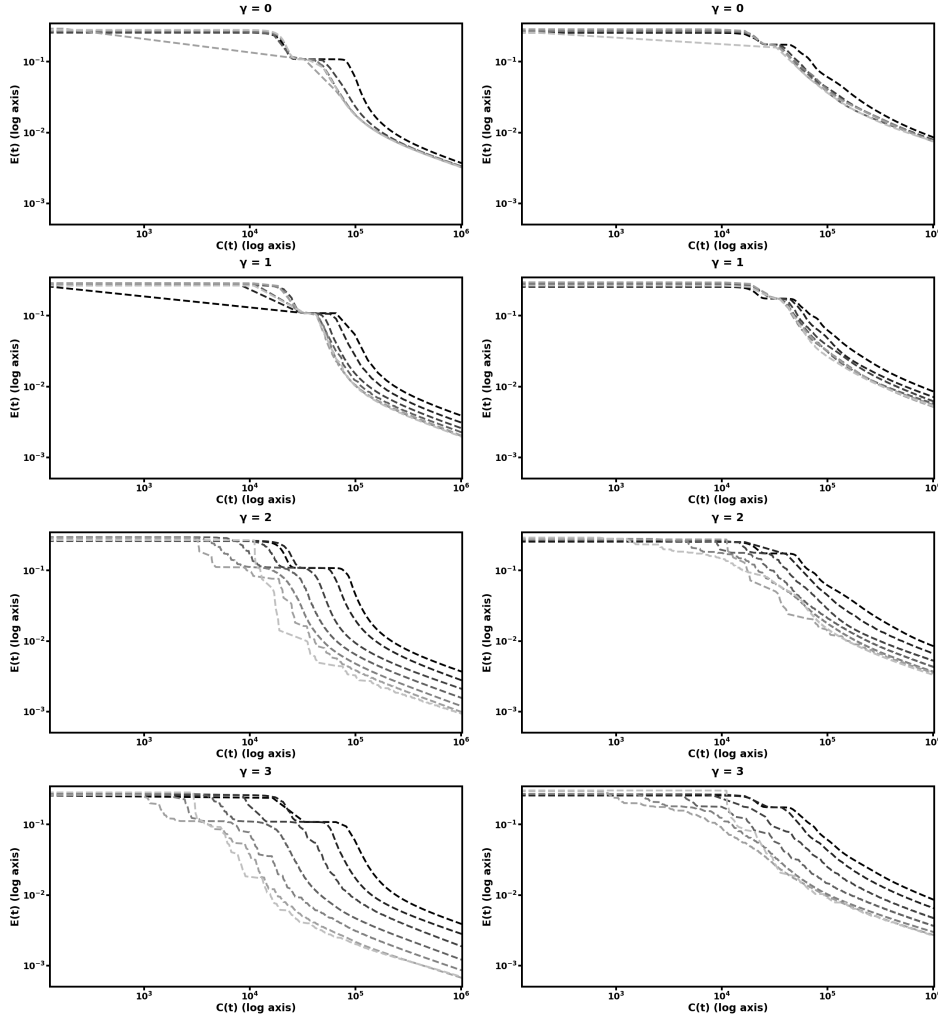 γ = 0
E(t) (log axis)
10⁻¹
10⁻²
10⁻³
10³ 10⁴ 10⁵ 10⁶
C(t) (log axis)
γ = 0
E(t) (log axis)
10⁻¹
10⁻²
10⁻³
10³ 10⁴ 10⁵
C(t) (log axis)
γ = 1
E(t) (log axis)
10⁻¹
10⁻²
10⁻³
10³ 10⁴ 10⁵ 10⁶
C(t) (log axis)
γ = 1
E(t) (log axis)
10⁻¹
10⁻²
10⁻³
10³ 10⁴ 10⁵
C(t) (log axis)
γ = 2
E(t) (log axis)
10⁻¹
10⁻²
10⁻³
10³ 10⁴ 10⁵ 10⁶
C(t) (log axis)
γ = 2
E(t) (log axis)
10⁻¹
10⁻²
10⁻³
10³ 10⁴ 10⁵
C(t) (log axis)
γ = 3
E(t) (log axis)
10⁻¹
10⁻²
10⁻³
10³ 10⁴ 10⁵ 10⁶
C(t) (log axis)
γ = 3
E(t) (log axis)
10⁻¹
10⁻²
10⁻³
10³ 10⁴ 10⁵
C(t) (log axis)